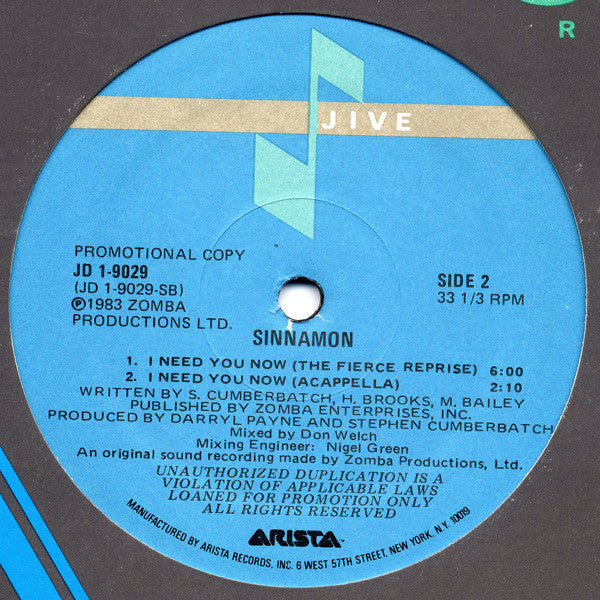 R
JIVE
PROMOTIONAL COPY
JD 1-9029
(JD 1-9029-SB)
℗1983 ZOMBA
PRODUCTIONS LTD.
SIDE 2
33 1/3 RPM
SINNAMON
1. I NEED YOU NOW (THE FIERCE REPRISE) 6:00
2. I NEED YOU NOW (ACAPPELLA) 2:10
WRITTEN BY S. CUMBERBATCH, H. BROOKS, M. BAILEY
PUBLISHED BY ZOMBA ENTERPRISES, INC.
PRODUCED BY DARRYL PAYNE AND STEPHEN CUMBERBATCH
Mixed by Don Welch
Mixing Engineer: Nigel Green
An original sound recording made by Zomba Productions, Ltd.
UNAUTHORIZED DUPLICATION IS A
VIOLATION OF APPLICABLE LAWS
LOANED FOR PROMOTION ONLY
ALL RIGHTS RESERVED
ARISTA
MANUFACTURED BY ARISTA RECORDS, INC. 6 WEST 57TH STREET, NEW YORK, N.Y. 10019